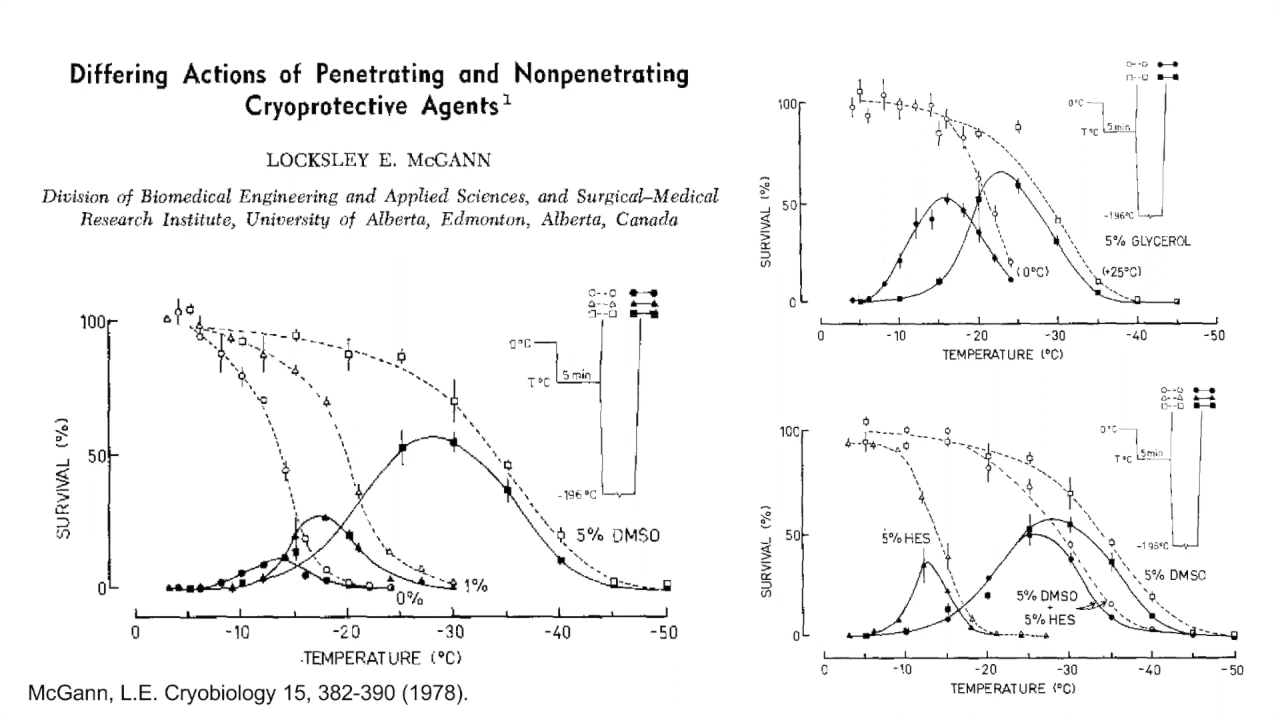 Differing Actions of Penetrating and Nonpenetrating
Cryoprotective Agents¹
LOCKSLEY E. McGANN
Division of Biomedical Engineering and Applied Sciences, and Surgical–Medical
Research Institute, University of Alberta, Edmonton, Alberta, Canada
100
50
0
SURVIVAL (%)
0°C
T°C
5 min
-196°C
5% DMSO
1%
0%
0
-10
-20
-30
-40
-50
TEMPERATURE (°C)
McGann, L.E. Cryobiology 15, 382-390 (1978).
100
50
0
SURVIVAL (%)
0°C
T°C
5min
-196°C
5% GLYCEROL
(0°C)
(+25°C)
0
-10
-20
-30
-40
-50
TEMPERATURE (°C)
100
50
0
SURVIVAL (%)
0°C
T°C
5min
-196°C
5% HES
5% DMSO
5% DMSO
+
5% HES
0
-10
-20
-30
-40
-50
TEMPERATURE (°C)